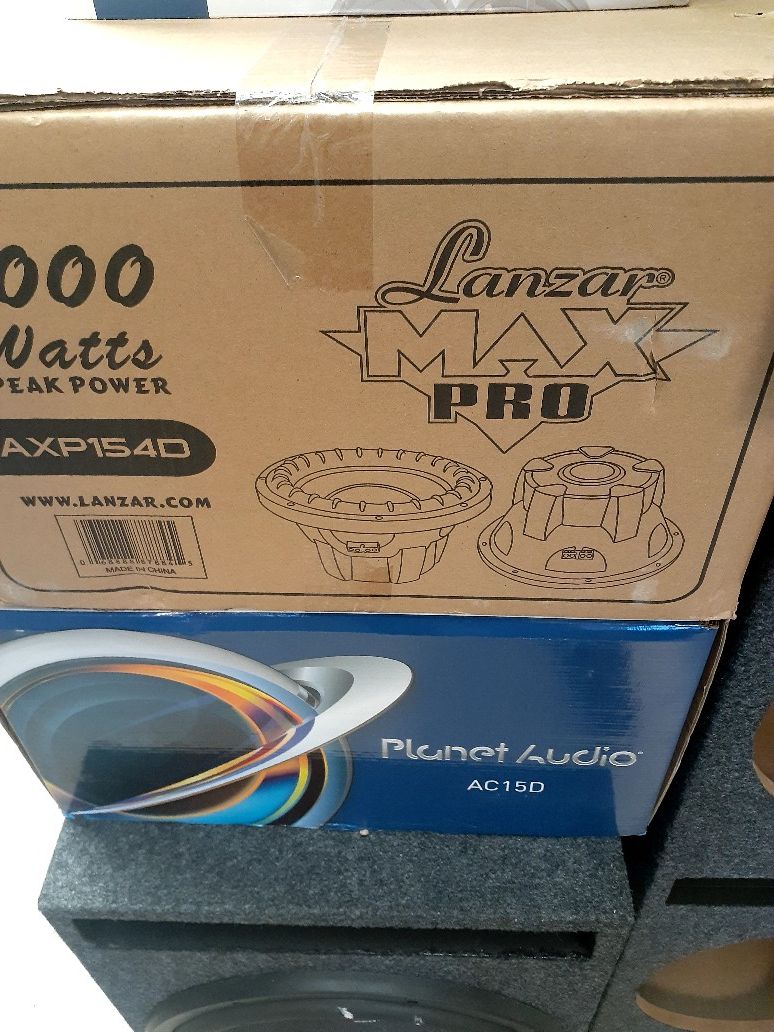 000
Watts
PEAK POWER
AXP154D
WWW.LANZAR.COM
MADE IN CHINA
Lanzar®
MAX
PRO
Planet Audio
AC15D